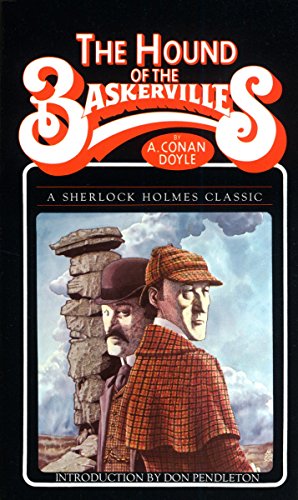 THE HOUND
OF THE
BASKERVILLES
BY
A. CONAN
DOYLE
A SHERLOCK HOLMES CLASSIC
INTRODUCTION BY DON PENDLETON